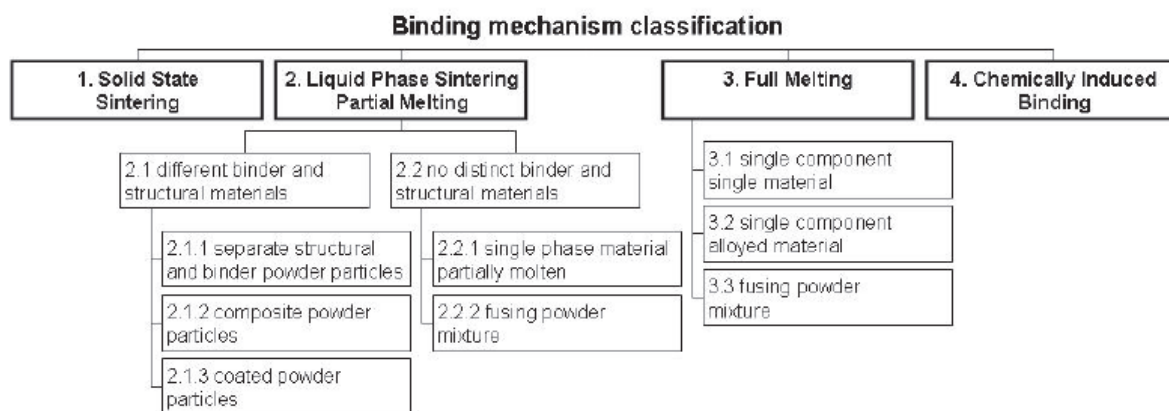 Binding mechanism classification
1. Solid State
Sintering
2. Liquid Phase Sintering
Partial Melting
3. Full Melting
4. Chemically Induced
Binding
2.1 different binder and
structural materials
2.2 no distinct binder and
structural materials
2.1.1 separate structural
and binder powder particles
2.1.2 composite powder
particles
2.1.3 coated powder
particles
2.2.1 single phase material
partially molten
2.2.2 fusing powder
mixture
3.1 single component
single material
3.2 single component
alloyed material
3.3 fusing powder
mixture